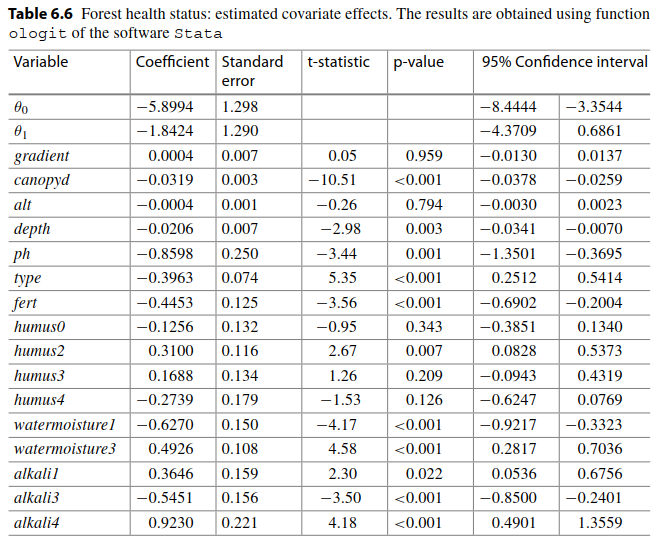 Table 6.6 Forest health status: estimated covariate effects. The results are obtained using function
ologit of the software Stata
Variable Coefficient Standard error t-statistic p-value 95% Confidence interval
θ0 −5.8994 1.298 −8.4444 −3.3544
θ1 −1.8424 1.290 −4.3709 0.6861
gradient 0.0004 0.007 0.05 0.959 −0.0130 0.0137
canopyd −0.0319 0.003 −10.51 <0.001 −0.0378 −0.0259
alt −0.0004 0.001 −0.26 0.794 −0.0030 0.0023
depth −0.0206 0.007 −2.98 0.003 −0.0341 −0.0070
ph −0.8598 0.250 −3.44 0.001 −1.3501 −0.3695
type −0.3963 0.074 5.35 <0.001 0.2512 0.5414
fert −0.4453 0.125 −3.56 <0.001 −0.6902 −0.2004
humus0 −0.1256 0.132 −0.95 0.343 −0.3851 0.1340
humus2 0.3100 0.116 2.67 0.007 0.0828 0.5373
humus3 0.1688 0.134 1.26 0.209 −0.0943 0.4319
humus4 −0.2739 0.179 −1.53 0.126 −0.6247 0.0769
watermoisture1 −0.6270 0.150 −4.17 <0.001 −0.9217 −0.3323
watermoisture3 0.4926 0.108 4.58 <0.001 0.2817 0.7036
alkali1 0.3646 0.159 2.30 0.022 0.0536 0.6756
alkali3 −0.5451 0.156 −3.50 <0.001 −0.8500 −0.2401
alkali4 0.9230 0.221 4.18 <0.001 0.4901 1.3559